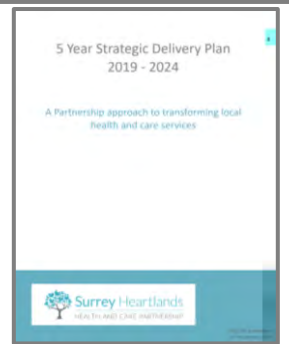 5 Year Strategic Delivery Plan
2019 - 2024
A Partnership approach to transforming local
health and care services
Surrey Heartlands
HEALTH AND CARE PARTNERSHIP